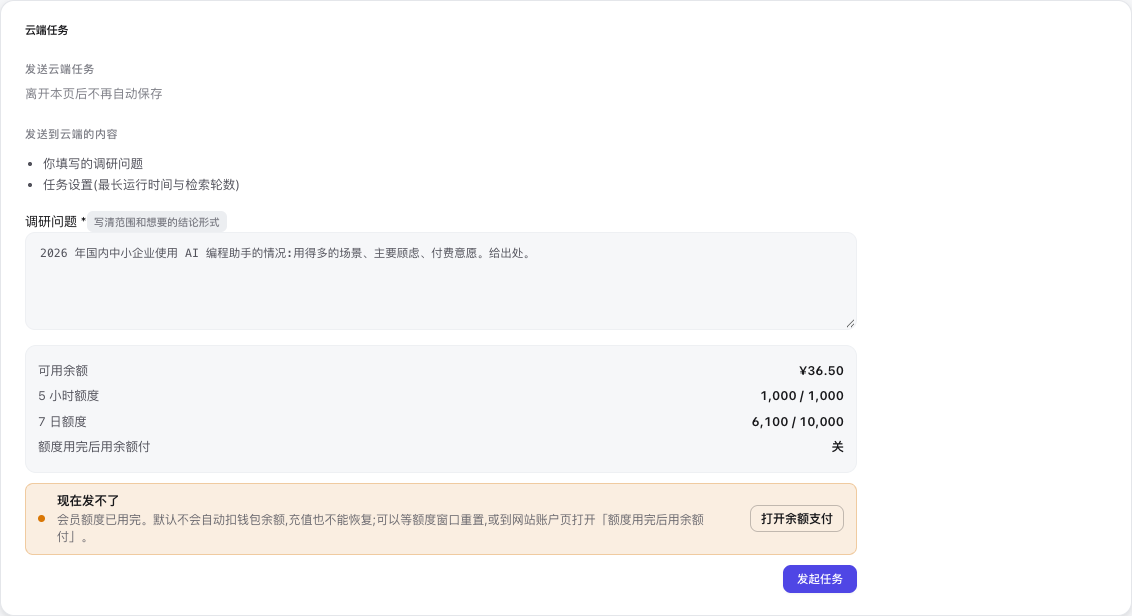 云端任务
发送云端任务
离开本页后不再自动保存
发送到云端的内容
• 你填写的调研问题
• 任务设置(最长运行时间与检索轮数)
调研问题 * 写清范围和想要的结论形式
2026 年国内中小企业使用 AI 编程助手的情况:用得多的场景、主要顾虑、付费意愿。给出处。
可用余额 ¥36.50
5 小时额度 1,000 / 1,000
7 日额度 6,100 / 10,000
额度用完后用余额付 关
现在发不了
会员额度已用完。默认不会自动扣钱包余额,充值也不能恢复;可以等额度窗口重置,或到网站账户页打开「额度用完后用余额
付」。
打开余额支付
发起任务